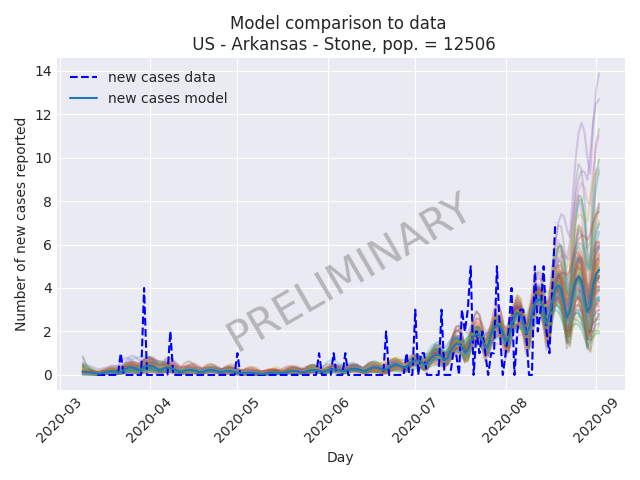 Model comparison to data
US - Arkansas - Stone, pop. = 12506
new cases data
new cases model
Number of new cases reported
14
12
10
8
6
4
2
0
PRELIMINARY
2020-03
2020-04
2020-05
2020-06
2020-07
2020-08
2020-09
Day